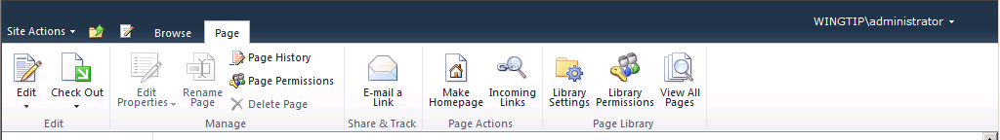 Site Actions
Browse
Page
WINGTIP\administrator
Edit
Check Out
Edit
Edit
Properties
Rename
Page
Page History
Page Permissions
Delete Page
Manage
E-mail a
Link
Share & Track
Make
Homepage
Incoming
Links
Page Actions
Library
Settings
Library
Permissions
View All
Pages
Page Library